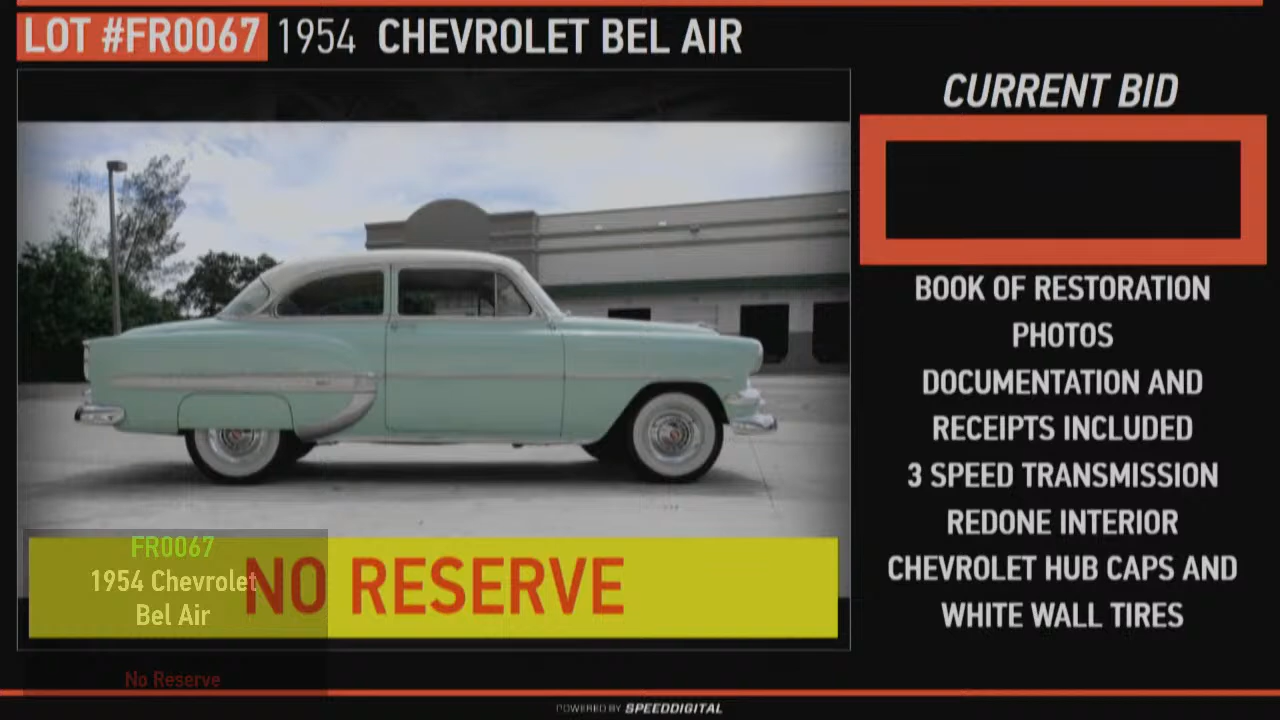 LOT #FR0067 1954 CHEVROLET BEL AIR
CURRENT BID
BOOK OF RESTORATION
PHOTOS
DOCUMENTATION AND
RECEIPTS INCLUDED
3 SPEED TRANSMISSION
REDONE INTERIOR
CHEVROLET HUB CAPS AND
WHITE WALL TIRES
NO RESERVE
FR0067
1954 Chevrolet
Bel Air
No Reserve
POWERED BY SPEEDDIGITAL